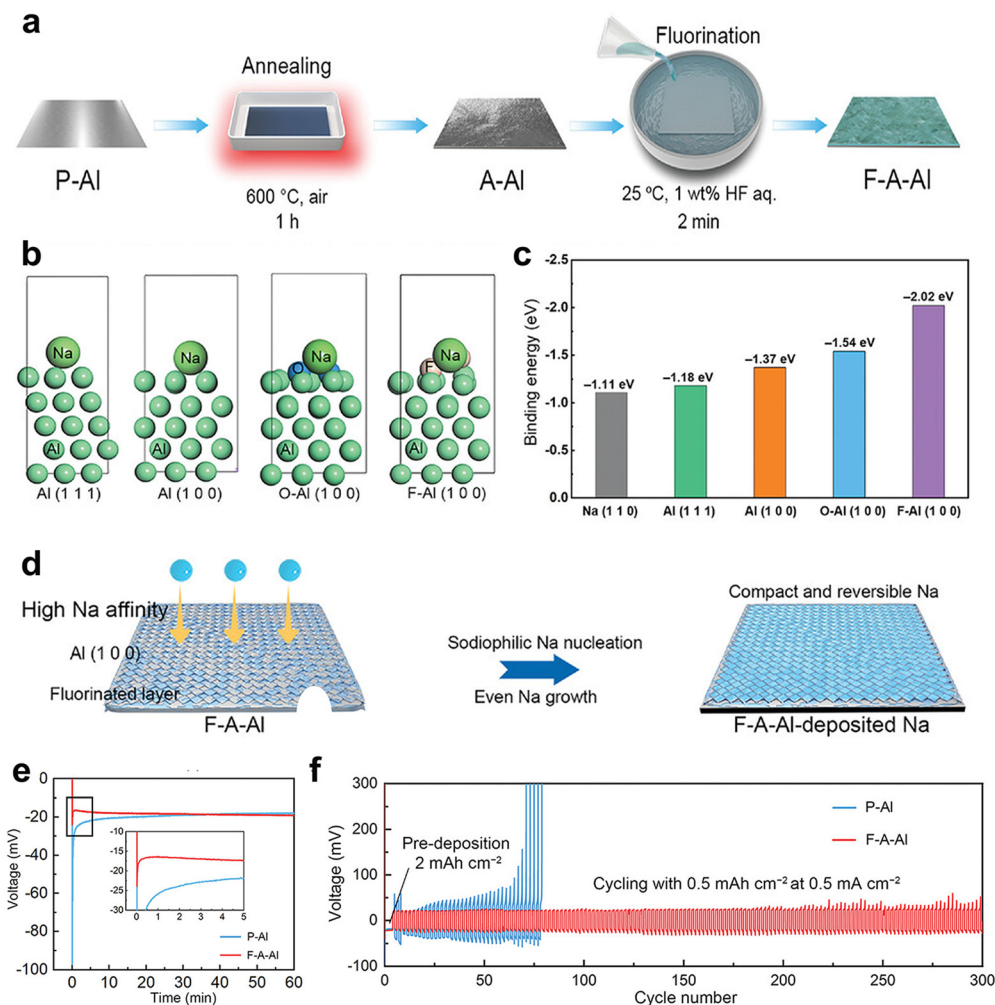 a
Annealing
Fluorination
P-Al
600 °C, air
1 h
A-Al
25 ºC, 1 wt% HF aq.
2 min
F-A-Al
b
Na
Na
O
Na
F
Na
Al
Al
Al
Al
Al (1 1 1)
Al (1 0 0)
O-Al (1 0 0)
F-Al (1 0 0)
c
Binding energy (eV)
-2.5
-2.0
-1.5
-1.0
-0.5
0.0
−1.11 eV
−1.18 eV
−1.37 eV
−1.54 eV
−2.02 eV
Na (1 1 0)
Al (1 1 1)
Al (1 0 0)
O-Al (1 0 0)
F-Al (1 0 0)
d
High Na affinity
Al (1 0 0)
Fluorinated layer
F-A-Al
Sodiophilic Na nucleation
Even Na growth
Compact and reversible Na
F-A-Al-deposited Na
e
Voltage (mV)
0
-20
-40
-60
-80
-100
-10
-15
-20
-25
-30
0 1 2 3 4 5
P-Al
F-A-Al
0 10 20 30 40 50 60
Time (min)
f
Voltage (mV)
300
200
100
0
-100
Pre-deposition
2 mAh cm⁻²
P-Al
F-A-Al
Cycling with 0.5 mAh cm⁻² at 0.5 mA cm⁻²
0 50 100 150 200 250 300
Cycle number